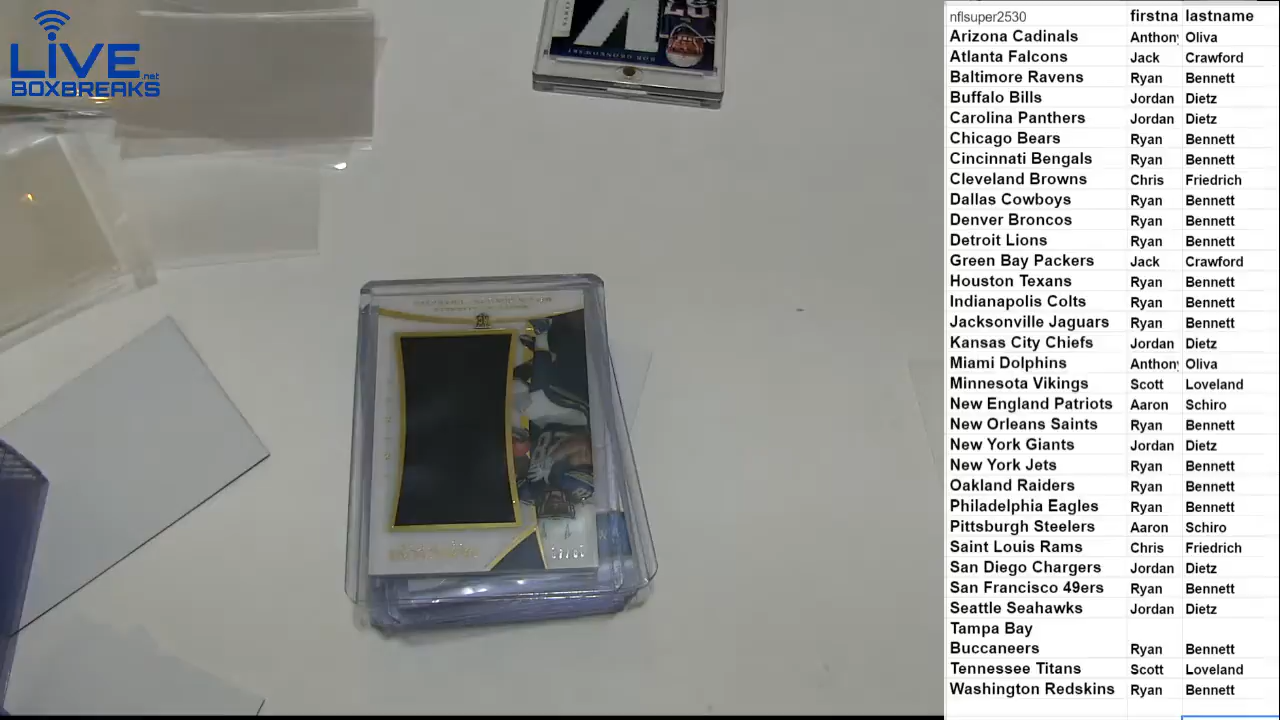 LIVE.net
BOXBREAKS
nflsuper2530 firstna lastname
Arizona Cadinals Anthony Oliva
Atlanta Falcons Jack Crawford
Baltimore Ravens Ryan Bennett
Buffalo Bills Jordan Dietz
Carolina Panthers Jordan Dietz
Chicago Bears Ryan Bennett
Cincinnati Bengals Ryan Bennett
Cleveland Browns Chris Friedrich
Dallas Cowboys Ryan Bennett
Denver Broncos Ryan Bennett
Detroit Lions Ryan Bennett
Green Bay Packers Jack Crawford
Houston Texans Ryan Bennett
Indianapolis Colts Ryan Bennett
Jacksonville Jaguars Ryan Bennett
Kansas City Chiefs Jordan Dietz
Miami Dolphins Anthony Oliva
Minnesota Vikings Scott Loveland
New England Patriots Aaron Schiro
New Orleans Saints Ryan Bennett
New York Giants Jordan Dietz
New York Jets Ryan Bennett
Oakland Raiders Ryan Bennett
Philadelphia Eagles Ryan Bennett
Pittsburgh Steelers Aaron Schiro
Saint Louis Rams Chris Friedrich
San Diego Chargers Jordan Dietz
San Francisco 49ers Ryan Bennett
Seattle Seahawks Jordan Dietz
Tampa Bay
Buccaneers Ryan Bennett
Tennessee Titans Scott Loveland
Washington Redskins Ryan Bennett